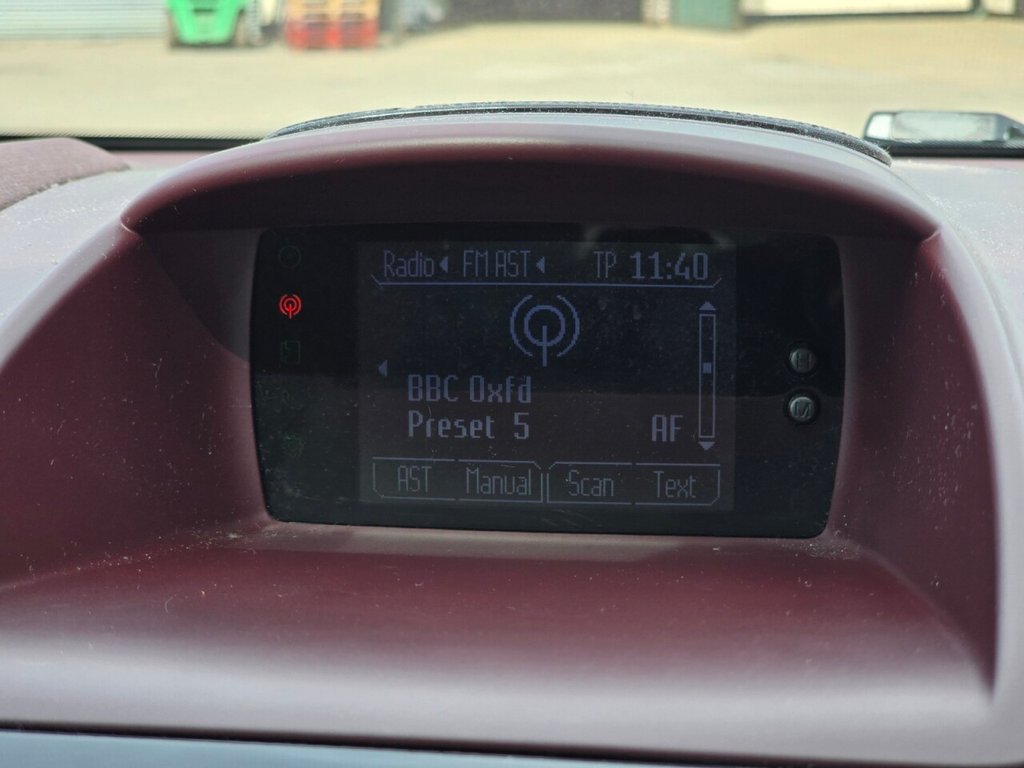 Radio FM AST TP 11:40
BBC Oxfd
Preset 5 AF
AST Manual Scan Text
H
M